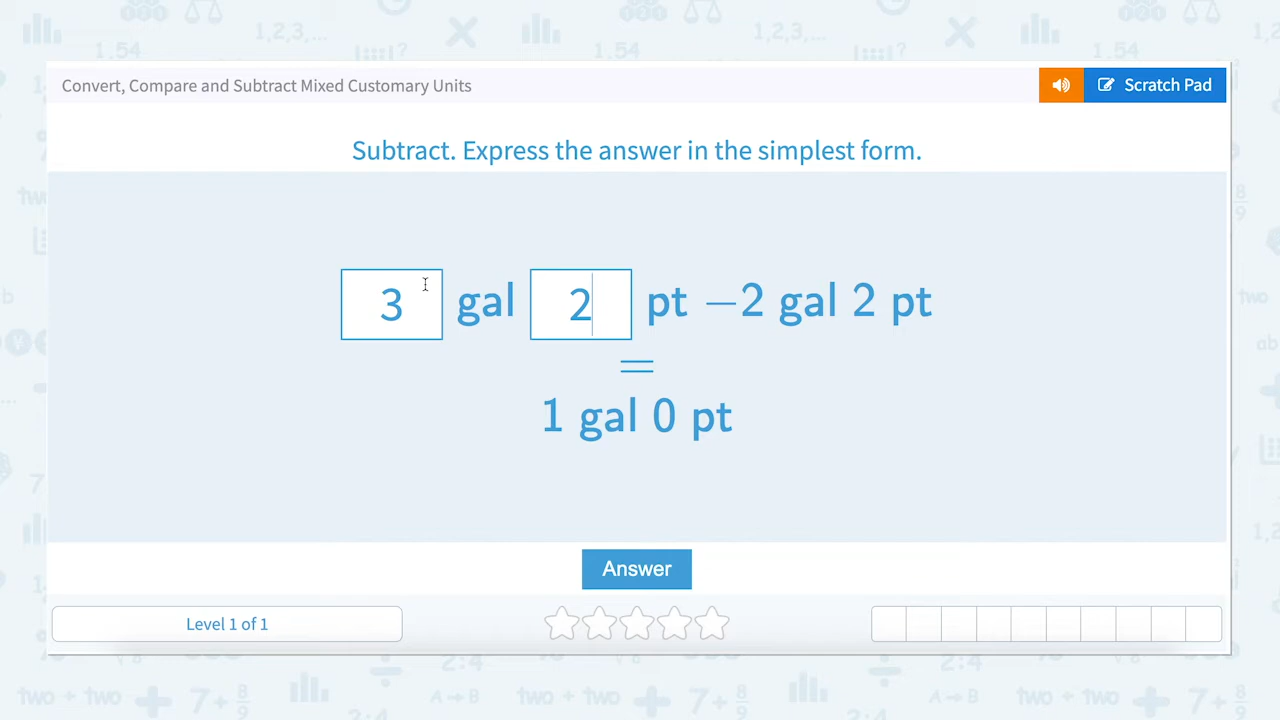 Convert, Compare and Subtract Mixed Customary Units
Scratch Pad
Subtract. Express the answer in the simplest form.
3 gal 2 pt −2 gal 2 pt
=
1 gal 0 pt
Answer
Level 1 of 1